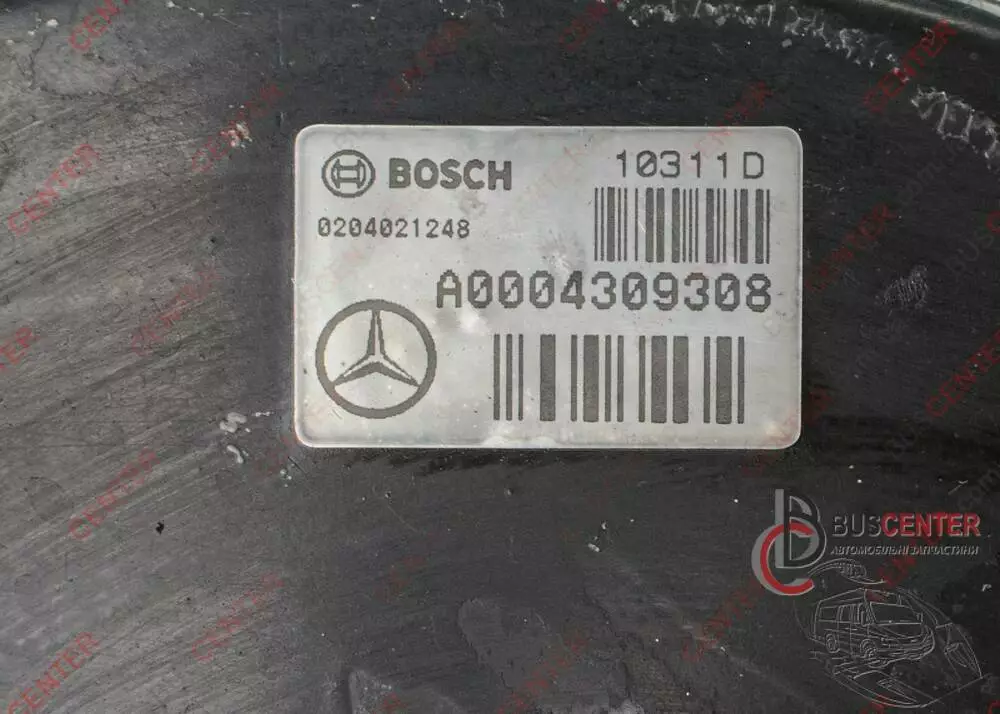 BOSCH
10311D
0204021248
A0004309308
BUSCENTER
АВТОМОБІЛЬНІ ЗАПЧАСТИНИ